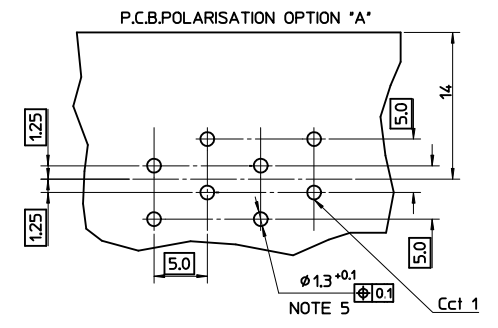 P.C.B.POLARISATION OPTION "A"
14
5.0
1.25
1.25
5.0
5.0
ø1.3 +0.1
⌖ 0.1
NOTE 5
Cct 1